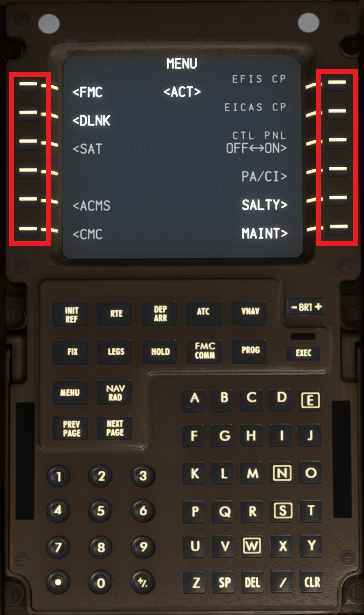 MENU
EFIS CP
<FMC <ACT>
EICAS CP
<DLNK
CTL PNL
<SAT OFF↔ON>
PA/CI>
<ACMS SALTY>
<CMC MAINT>
INIT REF RTE DEP ARR ATC VNAV - BRT +
FIX LEGS HOLD FMC COMM PROG EXEC
MENU NAV RAD
PREV PAGE NEXT PAGE
A B C D E
F G H I J
K L M N O
P Q R S T
U V W X Y
Z SP DEL / CLR
1 2 3
4 5 6
7 8 9
. 0 +/-